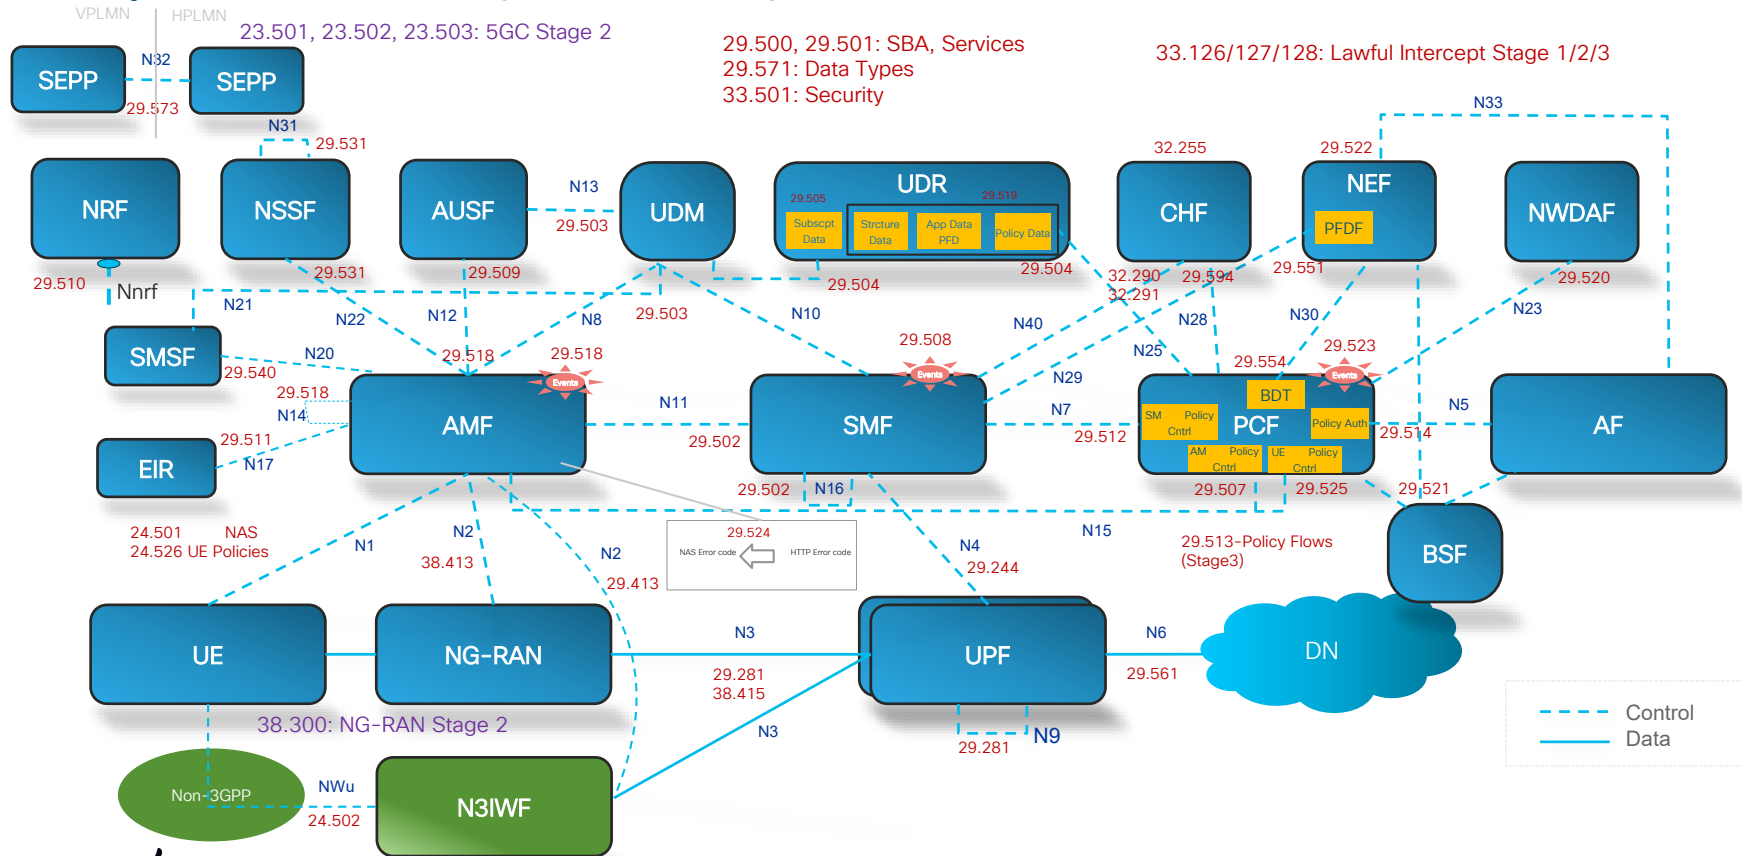 VPLMN
HPLMN
23.501, 23.502, 23.503: 5GC Stage 2
29.500, 29.501: SBA, Services
29.571: Data Types
33.501: Security
33.126/127/128: Lawful Intercept Stage 1/2/3
SEPP
N32
SEPP
29.573
N31
29.531
N33
32.255
29.522
NRF
NSSF
AUSF
N13
29.503
UDM
UDR
29.505
29.519
Subscpt
Data
Strcture
Data
App Data
PFD
Policy Data
CHF
NEF
PFDF
NWDAF
29.510
Nnrf
29.531
29.509
29.504
29.504
32.290
32.291
29.594
29.551
29.520
N21
N22
N12
N8
29.503
N10
N40
N28
N30
N23
SMSF
N20
29.540
29.518
29.518
29.508
N25
29.554
29.523
Events
Events
Events
N29
29.518
N14
AMF
N11
29.502
SMF
N7
29.512
BDT
SM Policy
Cntrl
PCF
Policy Auth
AM Policy
Cntrl
UE Policy
Cntrl
N5
29.514
AF
29.511
N17
EIR
29.502
N16
29.507
29.525
29.521
24.501 NAS
24.526 UE Policies
N1
N2
38.413
N2
29.413
29.524
NAS Error code
HTTP Error code
N4
29.244
N15
29.513-Policy Flows
(Stage3)
BSF
UE
NG-RAN
N3
29.281
38.415
UPF
N6
29.561
DN
38.300: NG-RAN Stage 2
N3
29.281
N9
Control
Data
Non-3GPP
NWu
24.502
N3IWF